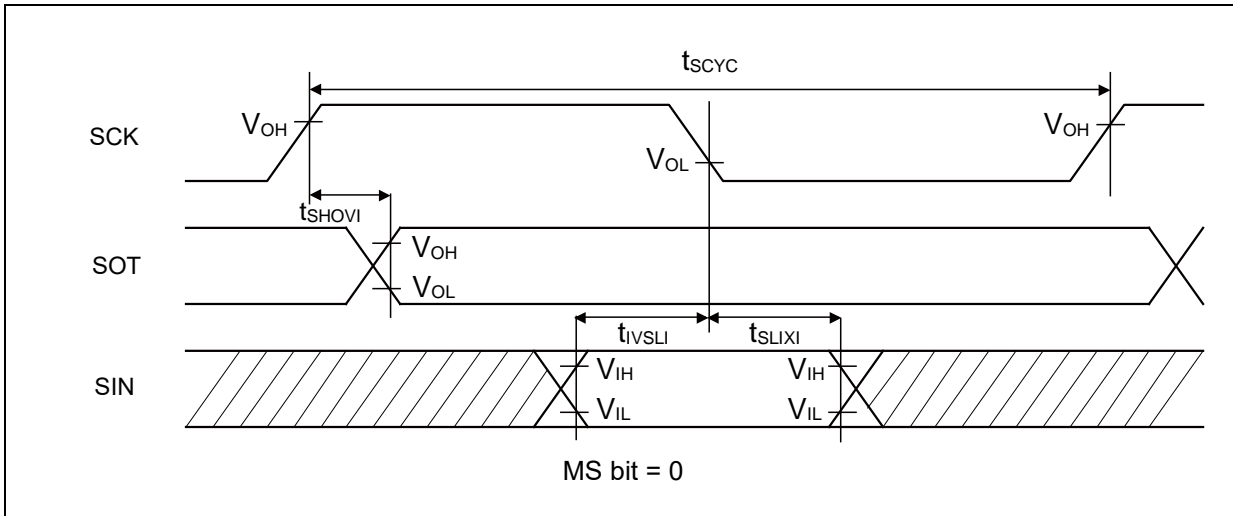 tSCYC
SCK
VOH
VOL
VOH
tSHOVI
SOT
VOH
VOL
tIVSLI
tSLIXI
SIN
VIH
VIL
VIH
VIL
MS bit = 0